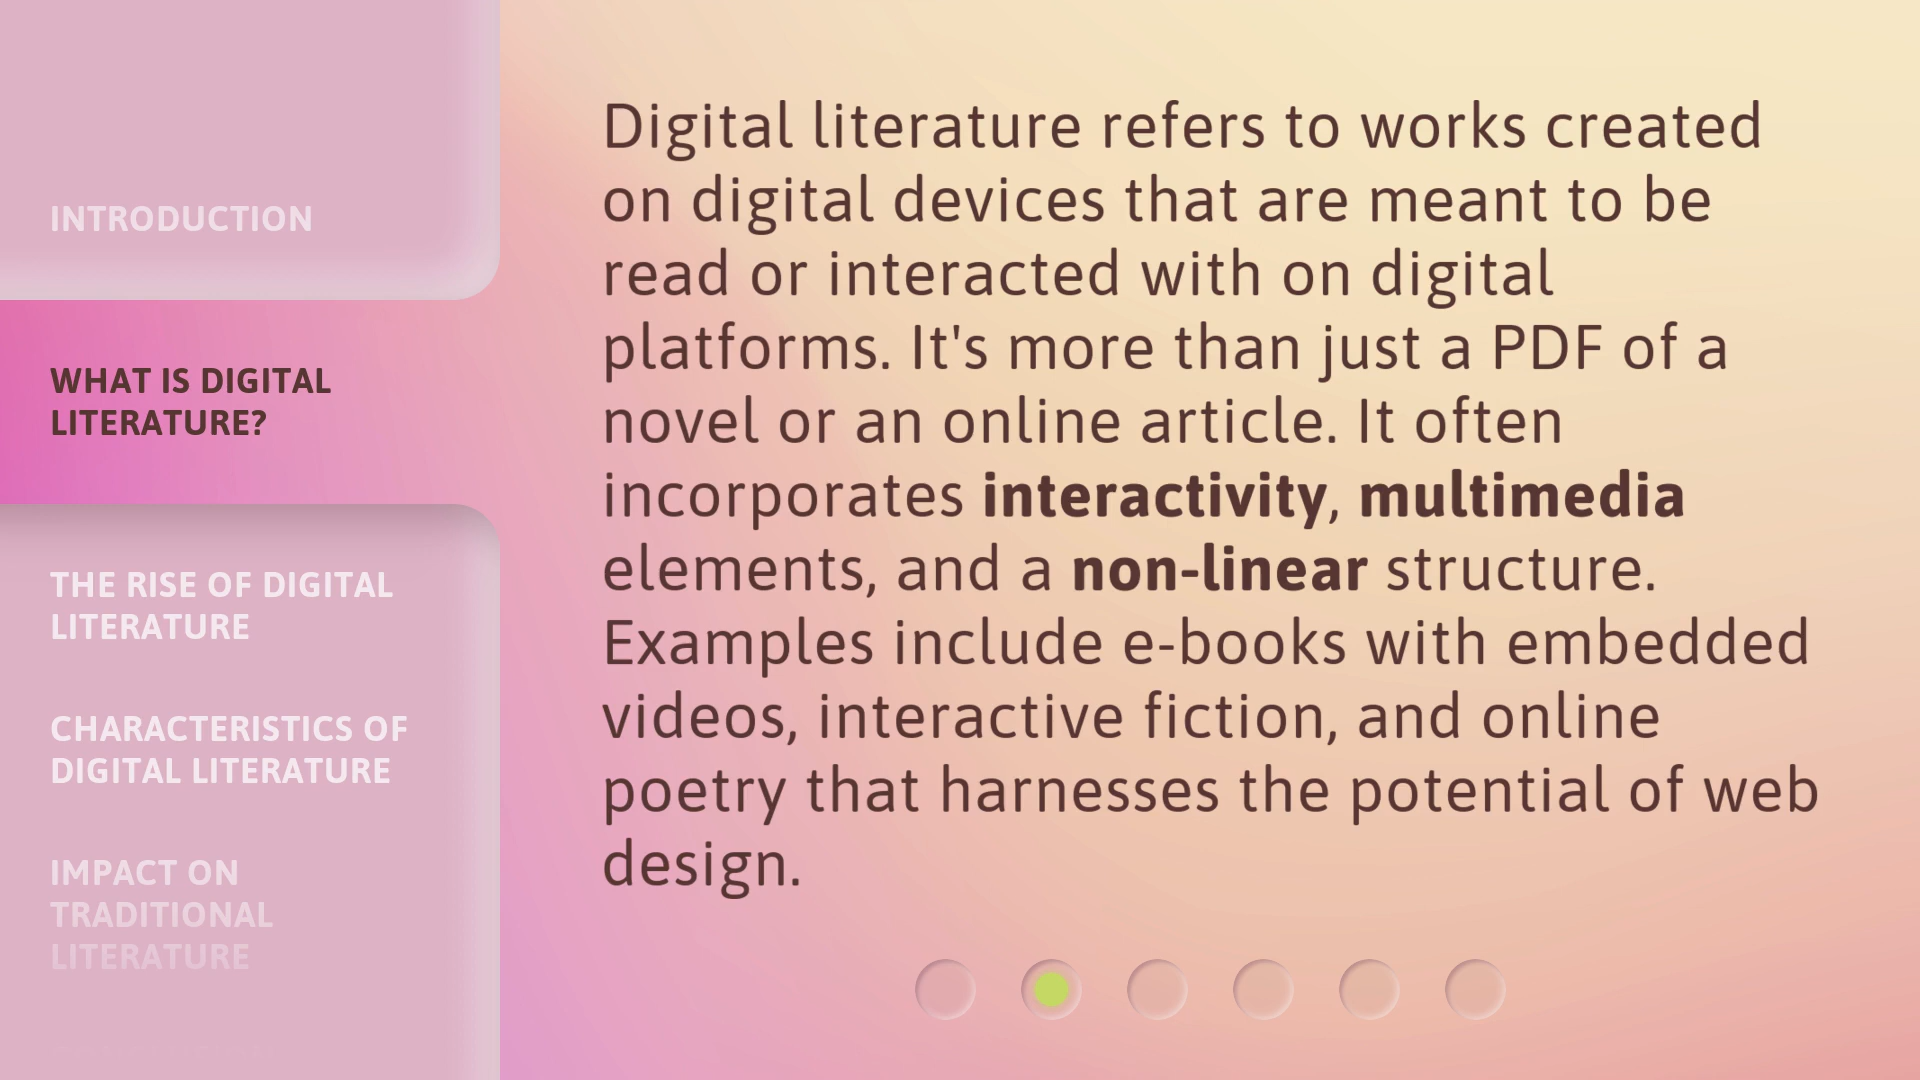 INTRODUCTION
WHAT IS DIGITAL
LITERATURE?
THE RISE OF DIGITAL
LITERATURE
CHARACTERISTICS OF
DIGITAL LITERATURE
IMPACT ON
TRADITIONAL
LITERATURE
Digital literature refers to works created
on digital devices that are meant to be
read or interacted with on digital
platforms. It's more than just a PDF of a
novel or an online article. It often
incorporates interactivity, multimedia
elements, and a non-linear structure.
Examples include e-books with embedded
videos, interactive fiction, and online
poetry that harnesses the potential of web
design.